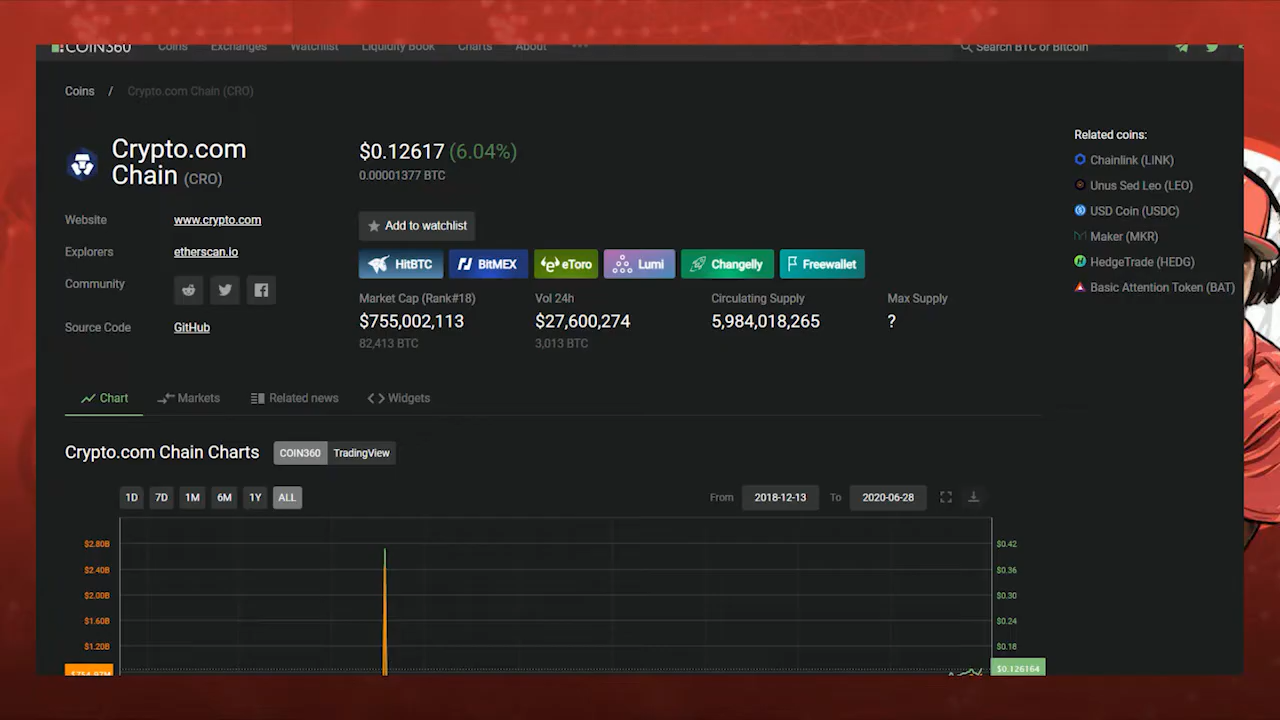 COIN360 Coins Exchanges Watchlist Liquidity Book Charts About ... Search BTC or Bitcoin
Coins / Crypto.com Chain (CRO)
Crypto.com
Chain (CRO)
$0.12617 (6.04%)
0.00001377 BTC
Website www.crypto.com
Explorers etherscan.io
Community
Source Code GitHub
Add to watchlist
HitBTC BitMEX eToro Lumi Changelly Freewallet
Market Cap (Rank#18) Vol 24h Circulating Supply Max Supply
$755,002,113 $27,600,274 5,984,018,265 ?
82,413 BTC 3,013 BTC
Related coins:
Chainlink (LINK)
Unus Sed Leo (LEO)
USD Coin (USDC)
Maker (MKR)
HedgeTrade (HEDG)
Basic Attention Token (BAT)
Chart Markets Related news Widgets
Crypto.com Chain Charts COIN360 TradingView
1D 7D 1M 6M 1Y ALL From 2018-12-13 To 2020-06-28
$2.80B $0.42
$2.40B $0.36
$2.00B $0.30
$1.60B $0.24
$1.20B $0.18
$0.126164